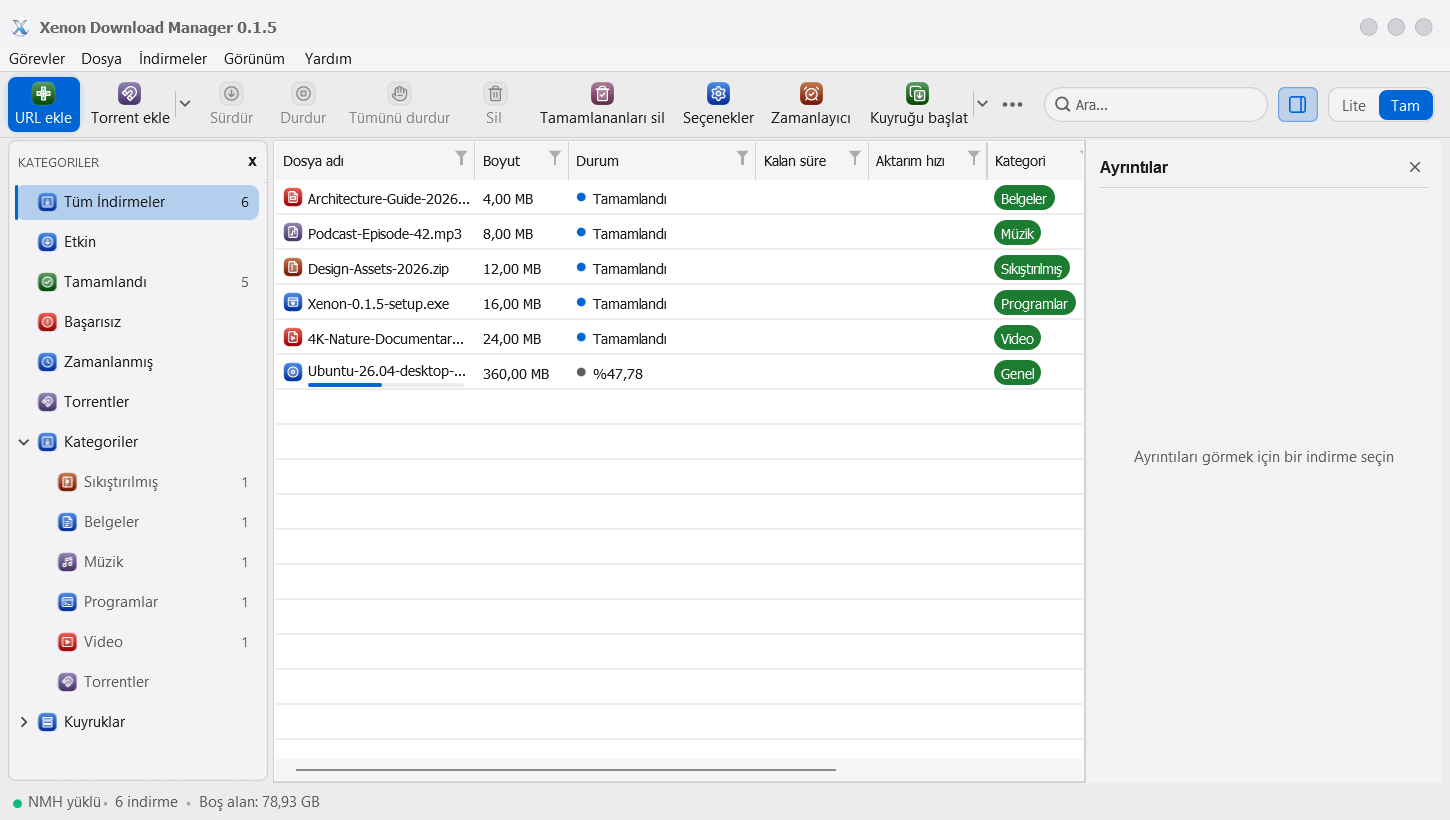 Xenon Download Manager 0.1.5
Görevler Dosya İndirmeler Görünüm Yardım
URL ekle Torrent ekle Sürdür Durdur Tümünü durdur Sil Tamamlananları sil Seçenekler Zamanlayıcı Kuyruğu başlat ••• Ara... Lite Tam
KATEGORILER x
Tüm İndirmeler 6
Etkin
Tamamlandı 5
Başarısız
Zamanlanmış
Torrentler
Kategoriler
Sıkıştırılmış 1
Belgeler 1
Müzik 1
Programlar 1
Video 1
Torrentler
Kuyruklar
Dosya adı Boyut Durum Kalan süre Aktarım hızı Kategori
Architecture-Guide-2026... 4,00 MB Tamamlandı Belgeler
Podcast-Episode-42.mp3 8,00 MB Tamamlandı Müzik
Design-Assets-2026.zip 12,00 MB Tamamlandı Sıkıştırılmış
Xenon-0.1.5-setup.exe 16,00 MB Tamamlandı Programlar
4K-Nature-Documentar... 24,00 MB Tamamlandı Video
Ubuntu-26.04-desktop-... 360,00 MB %47,78 Genel
Ayrıntılar
Ayrıntıları görmek için bir indirme seçin
NMH yüklü • 6 indirme • Boş alan: 78,93 GB